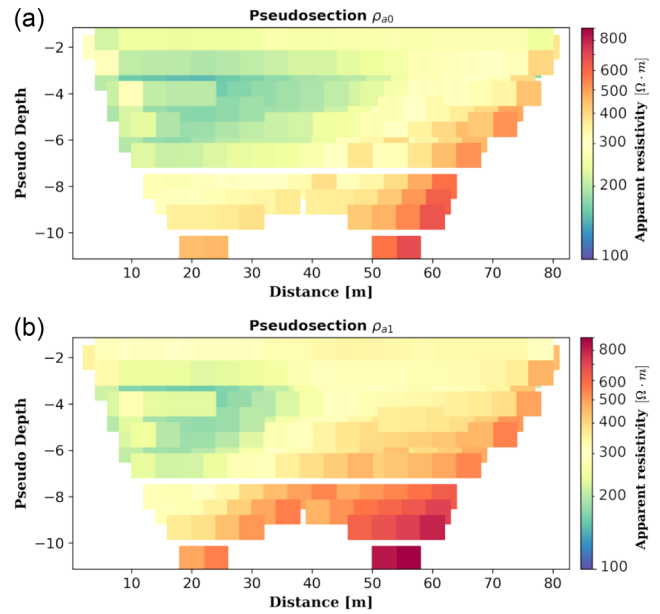 (a)
Pseudosection ρa0
−2
−4
−6
−8
−10
Pseudo Depth
10 20 30 40 50 60 70 80
Distance [m]
800
600
500
400
300
200
100
Apparent resistivity [Ω · m]
(b)
Pseudosection ρa1
−2
−4
−6
−8
−10
Pseudo Depth
10 20 30 40 50 60 70 80
Distance [m]
800
600
500
400
300
200
100
Apparent resistivity [Ω · m]